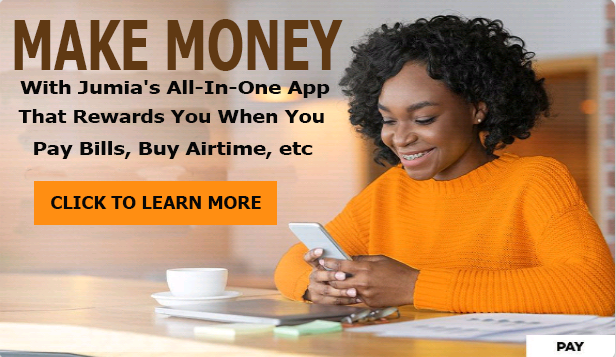 MAKE MONEY
With Jumia's All-In-One App
That Rewards You When You
Pay Bills, Buy Airtime, etc
CLICK TO LEARN MORE
PAY